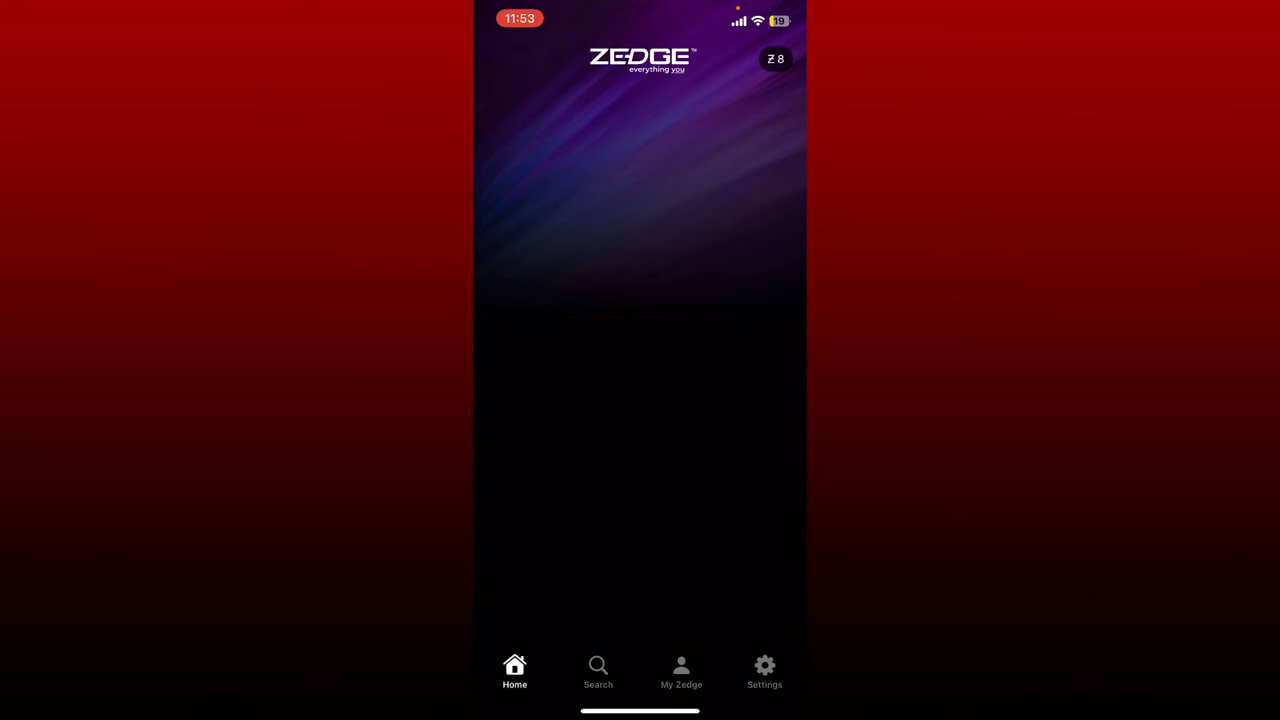 11:53
19
ZEDGE™
everything you
Ƶ 8
Home
Search
My Zedge
Settings